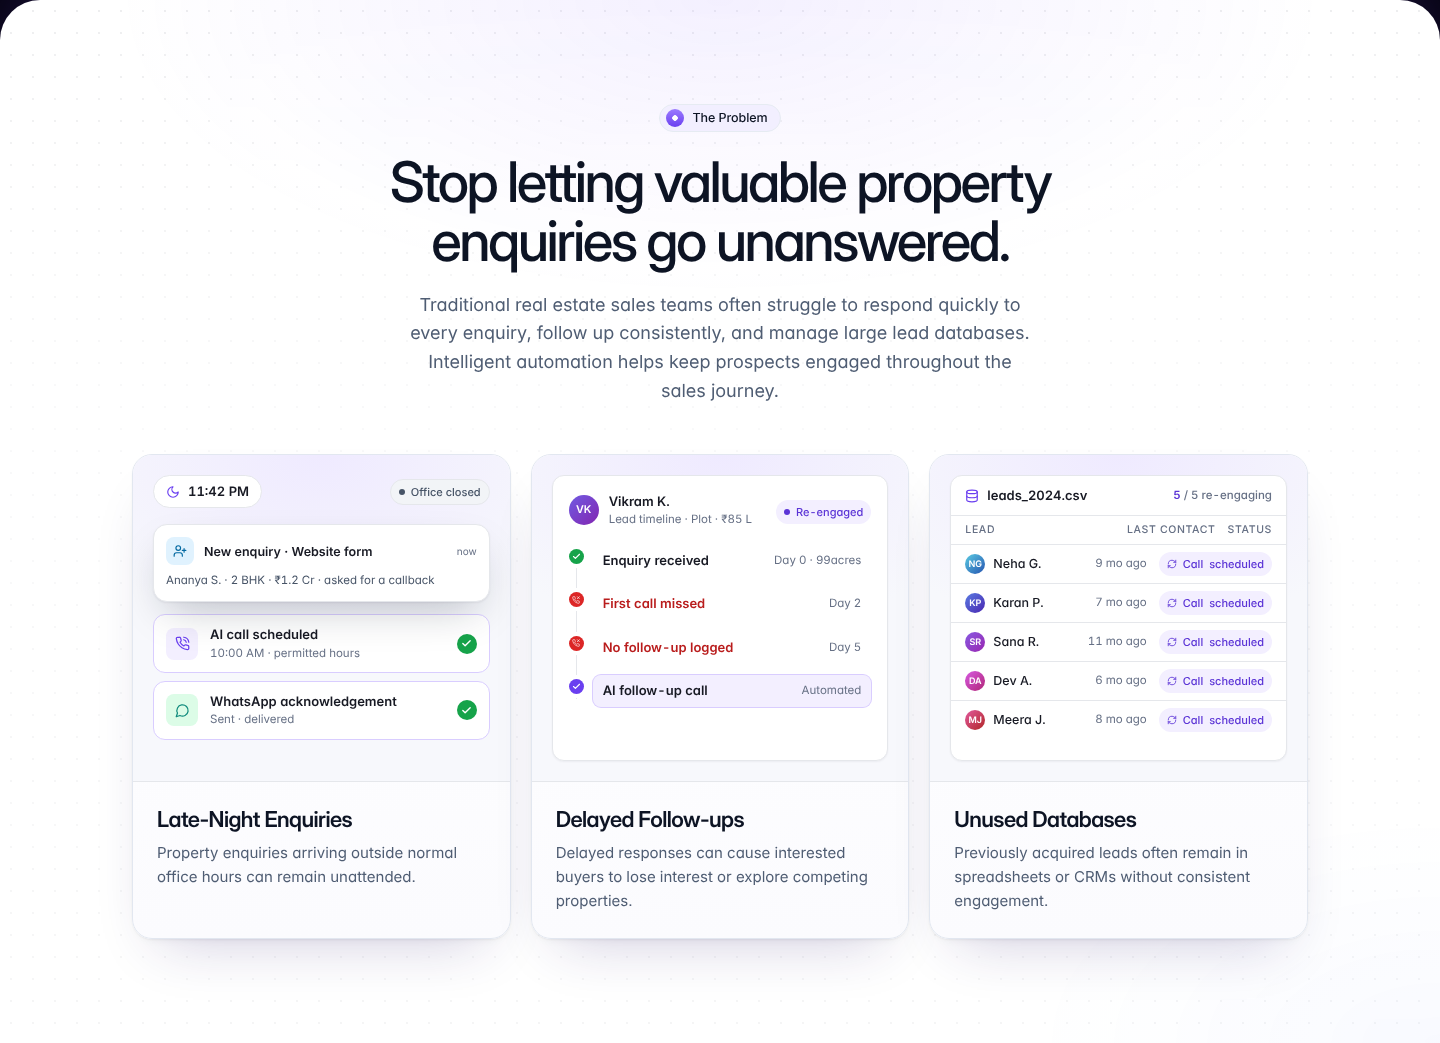 The Problem
Stop letting valuable property
enquiries go unanswered.
Traditional real estate sales teams often struggle to respond quickly to
every enquiry, follow up consistently, and manage large lead databases.
Intelligent automation helps keep prospects engaged throughout the
sales journey.
11:42 PM
Office closed
New enquiry · Website form
now
Ananya S. · 2 BHK · ₹1.2 Cr · asked for a callback
AI call scheduled
10:00 AM · permitted hours
WhatsApp acknowledgement
Sent · delivered
Late-Night Enquiries
Property enquiries arriving outside normal
office hours can remain unattended.
VK
Vikram K.
Lead timeline · Plot · ₹85 L
Re-engaged
Enquiry received
Day 0 · 99acres
First call missed
Day 2
No follow-up logged
Day 5
AI follow-up call
Automated
Delayed Follow-ups
Delayed responses can cause interested
buyers to lose interest or explore competing
properties.
leads_2024.csv
5 / 5 re-engaging
LEAD LAST CONTACT STATUS
NG Neha G. 9 mo ago Call scheduled
KP Karan P. 7 mo ago Call scheduled
SR Sana R. 11 mo ago Call scheduled
DA Dev A. 6 mo ago Call scheduled
MJ Meera J. 8 mo ago Call scheduled
Unused Databases
Previously acquired leads often remain in
spreadsheets or CRMs without consistent
engagement.